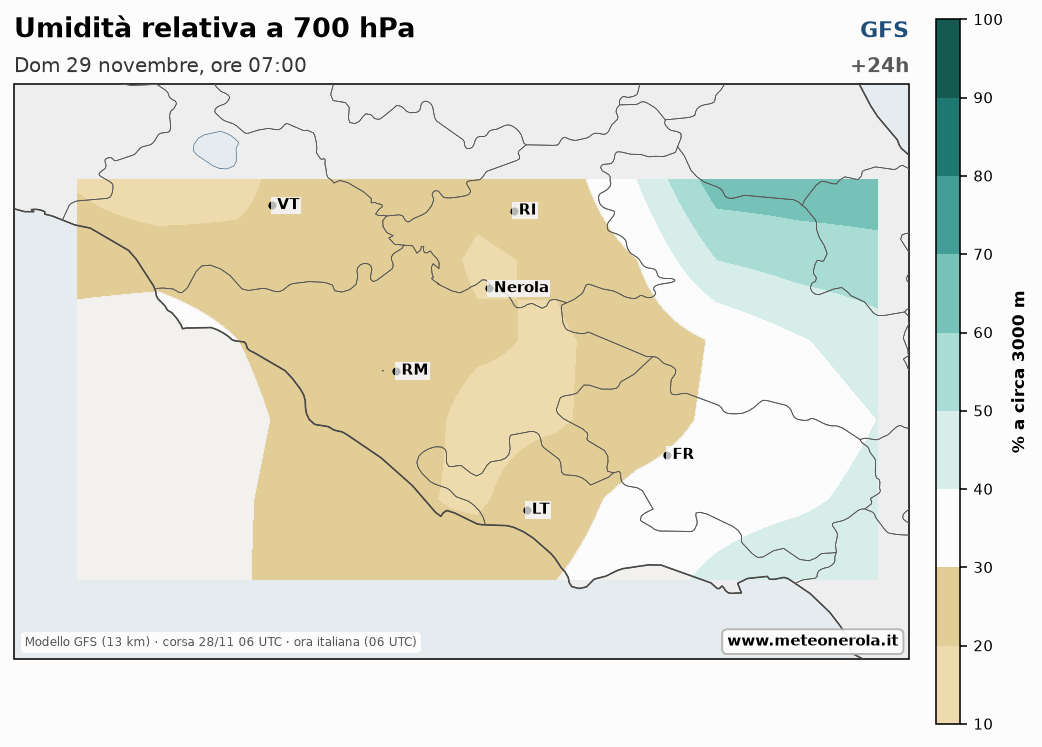 Umidità relativa a 700 hPa
GFS
Dom 29 novembre, ore 07:00
+24h
VT
RI
Nerola
RM
FR
LT
Modello GFS (13 km) · corsa 28/11 06 UTC · ora italiana (06 UTC)
www.meteonerola.it
100
90
80
70
60
50
40
30
20
10
% a circa 3000 m